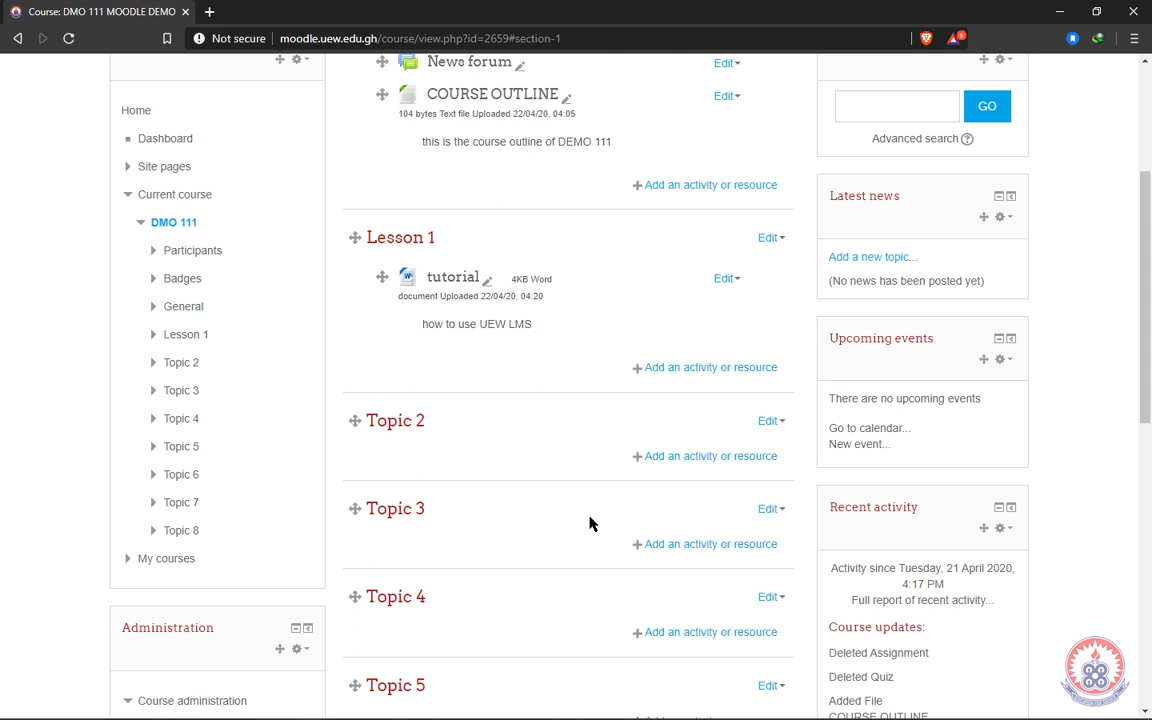 Course: DMO 111 MOODLE DEMO
Not secure moodle.uew.edu.gh/course/view.php?id=2659#section-1
5
Home
Dashboard
Site pages
Current course
DMO 111
Participants
Badges
General
Lesson 1
Topic 2
Topic 3
Topic 4
Topic 5
Topic 6
Topic 7
Topic 8
My courses
Administration
Course administration
News forum
Edit
COURSE OUTLINE
Edit
104 bytes Text file Uploaded 22/04/20, 04:05
this is the course outline of DEMO 111
Add an activity or resource
Lesson 1
Edit
tutorial 4KB Word
Edit
document Uploaded 22/04/20, 04:20
how to use UEW LMS
Add an activity or resource
Topic 2
Edit
Add an activity or resource
Topic 3
Edit
Add an activity or resource
Topic 4
Edit
Add an activity or resource
Topic 5
Edit
GO
Advanced search
Latest news
Add a new topic...
(No news has been posted yet)
Upcoming events
There are no upcoming events
Go to calendar...
New event...
Recent activity
Activity since Tuesday, 21 April 2020,
4:17 PM
Full report of recent activity...
Course updates:
Deleted Assignment
Deleted Quiz
Added File
COURSE OUTLINE